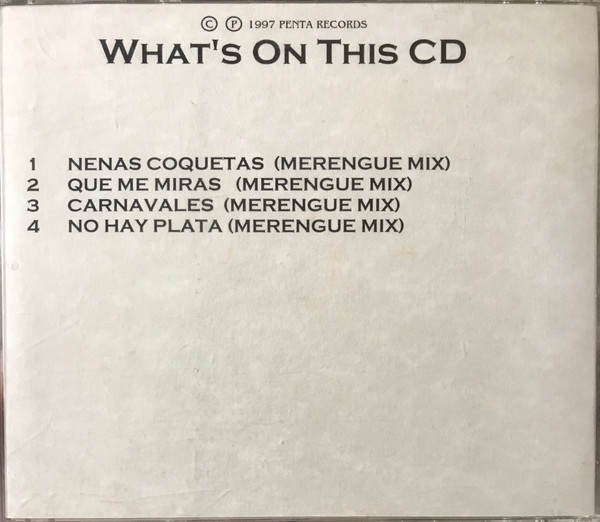 © ℗ 1997 PENTA RECORDS
WHAT'S ON THIS CD
1 NENAS COQUETAS (MERENGUE MIX)
2 QUE ME MIRAS (MERENGUE MIX)
3 CARNAVALES (MERENGUE MIX)
4 NO HAY PLATA (MERENGUE MIX)